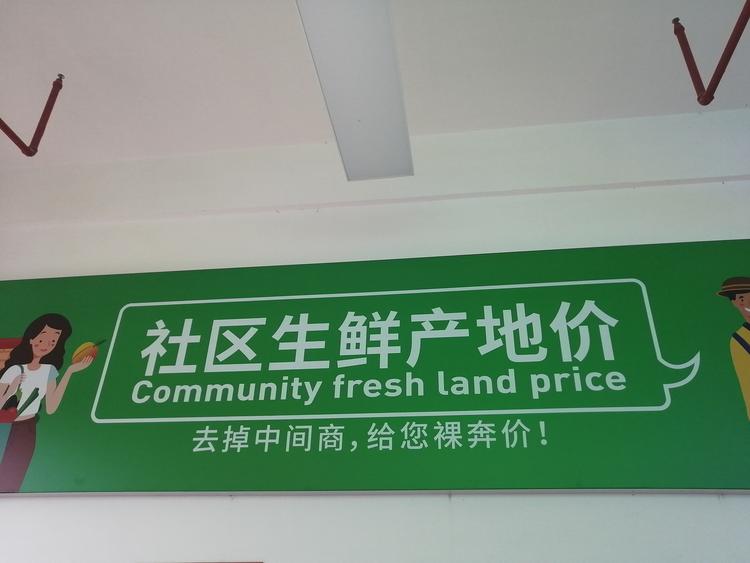 社区生鲜产地价
Community fresh land price
去掉中间商,给您裸奔价!